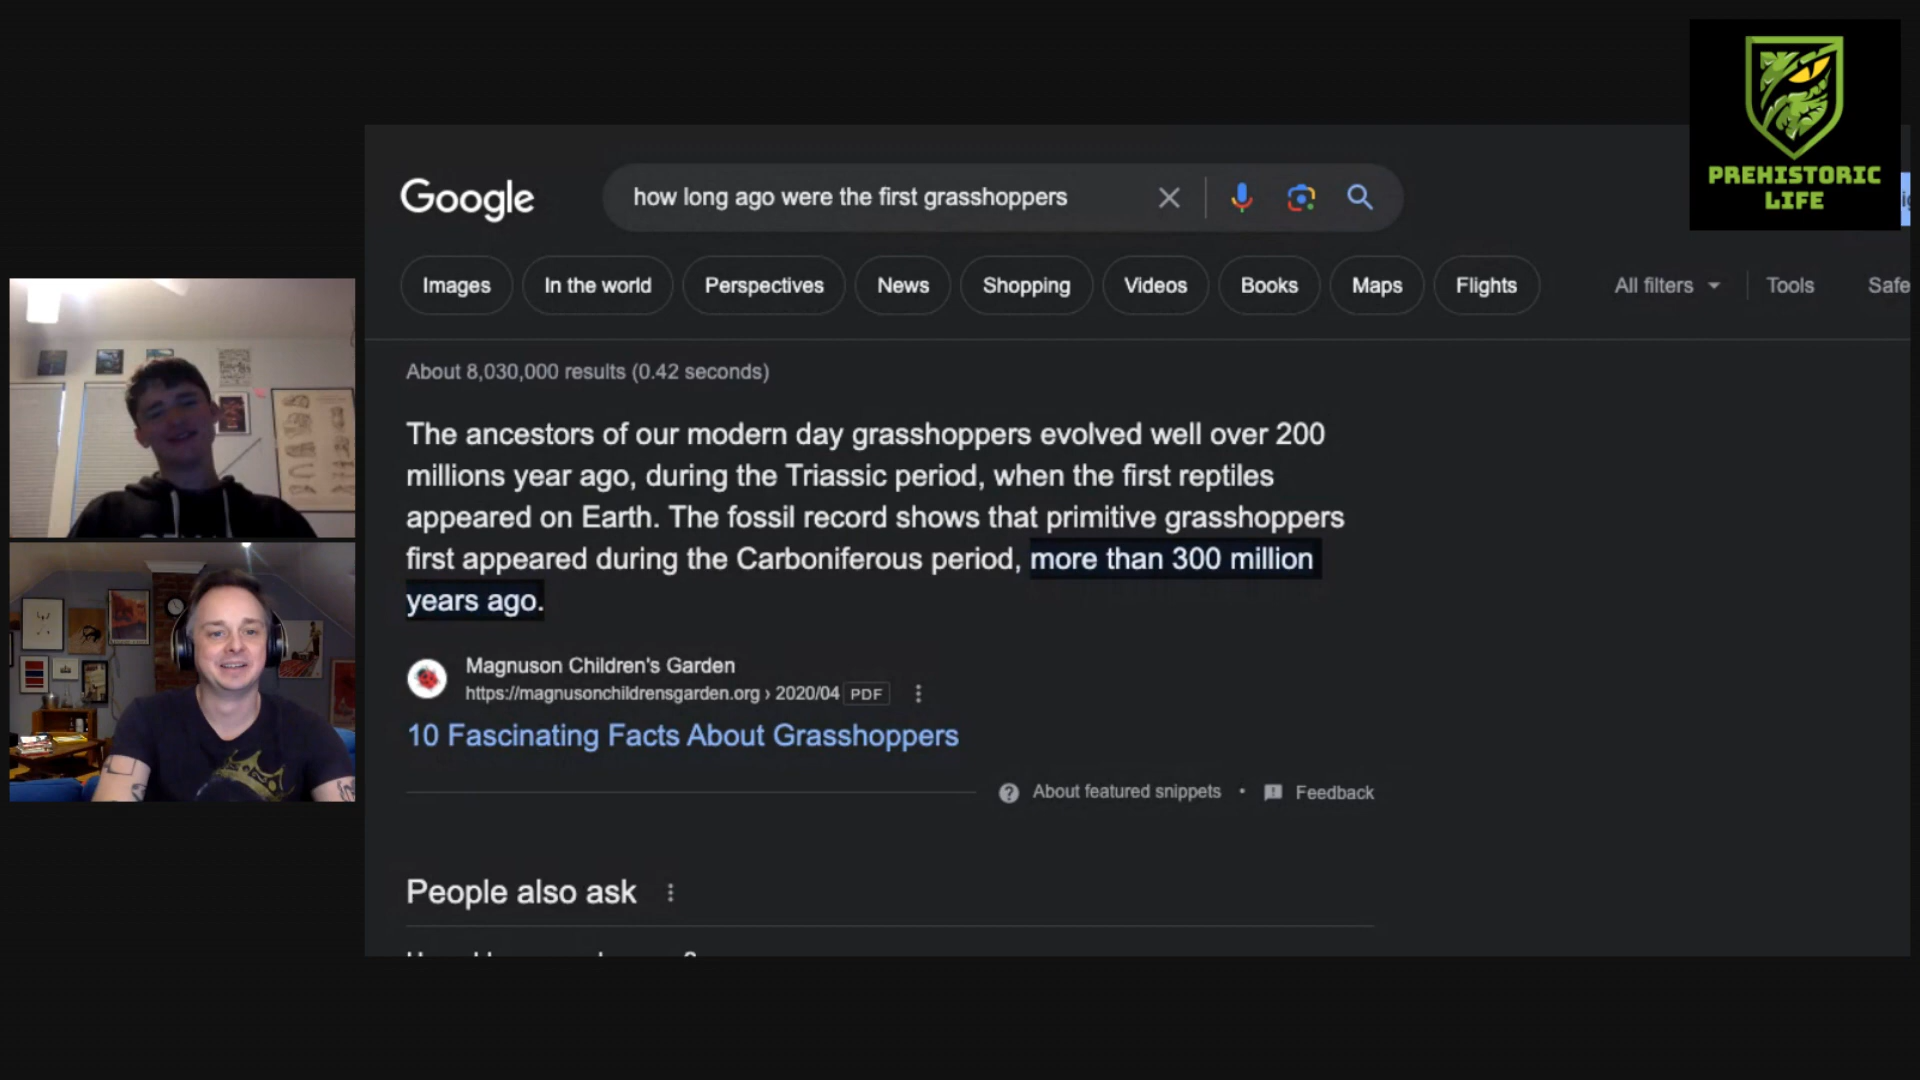 PREHISTORIC
LIFE
Google
how long ago were the first grasshoppers
Images In the world Perspectives News Shopping Videos Books Maps Flights All filters Tools Safe
About 8,030,000 results (0.42 seconds)
The ancestors of our modern day grasshoppers evolved well over 200
millions year ago, during the Triassic period, when the first reptiles
appeared on Earth. The fossil record shows that primitive grasshoppers
first appeared during the Carboniferous period, more than 300 million
years ago.
Magnuson Children's Garden
https://magnusonchildrensgarden.org › 2020/04 PDF
10 Fascinating Facts About Grasshoppers
About featured snippets • Feedback
People also ask